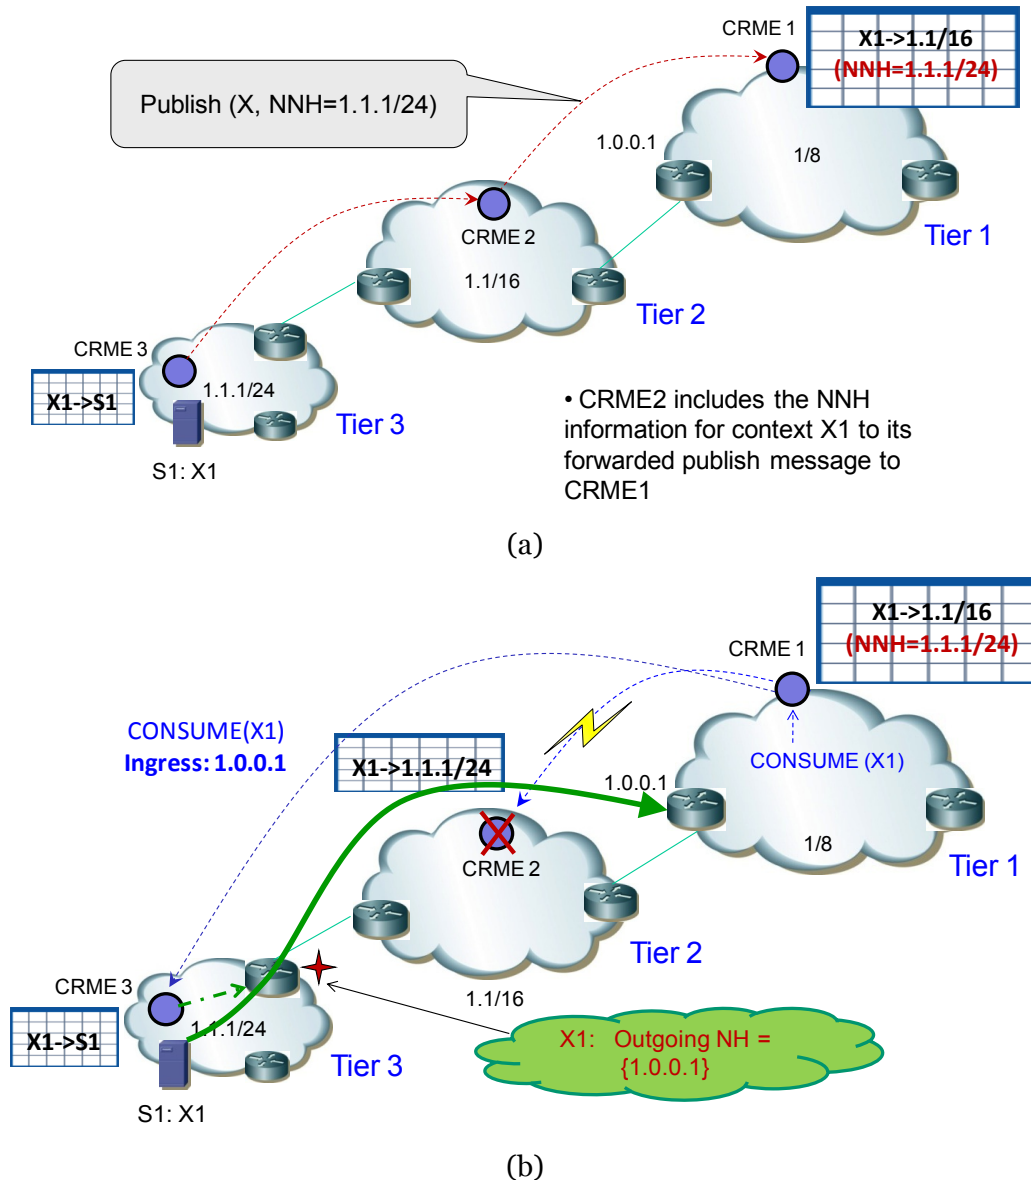 CRME 1
X1->1.1/16
(NNH=1.1.1/24)
Publish (X, NNH=1.1.1/24)
1.0.0.1
1/8
Tier 1
CRME 2
1.1/16
Tier 2
CRME 3
1.1.1/24
X1->S1
Tier 3
S1: X1
• CRME2 includes the NNH
information for context X1 to its
forwarded publish message to
CRME1
(a)
X1->1.1/16
(NNH=1.1.1/24)
CRME 1
CONSUME(X1)
Ingress: 1.0.0.1
X1->1.1.1/24
CONSUME (X1)
1.0.0.1
1/8
Tier 1
CRME 2
Tier 2
CRME 3
1.1/16
1.1.1/24
X1->S1
Tier 3
X1: Outgoing NH =
{1.0.0.1}
S1: X1
(b)